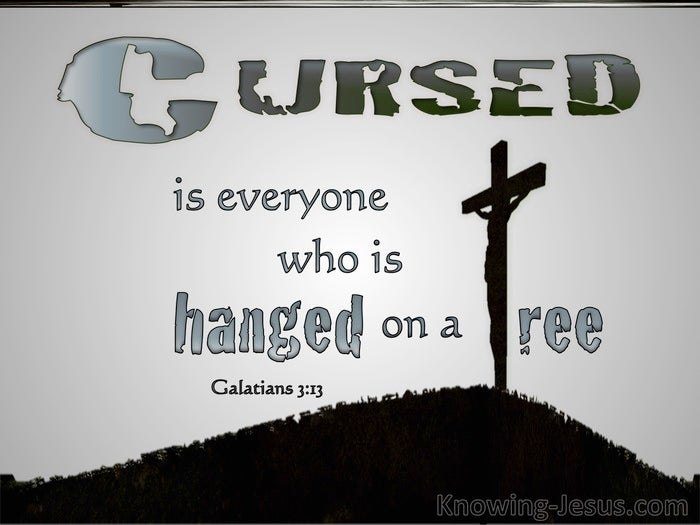 CURSED
is everyone
who is
hanged on a tree
Galatians 3:13
Knowing-Jesus.com